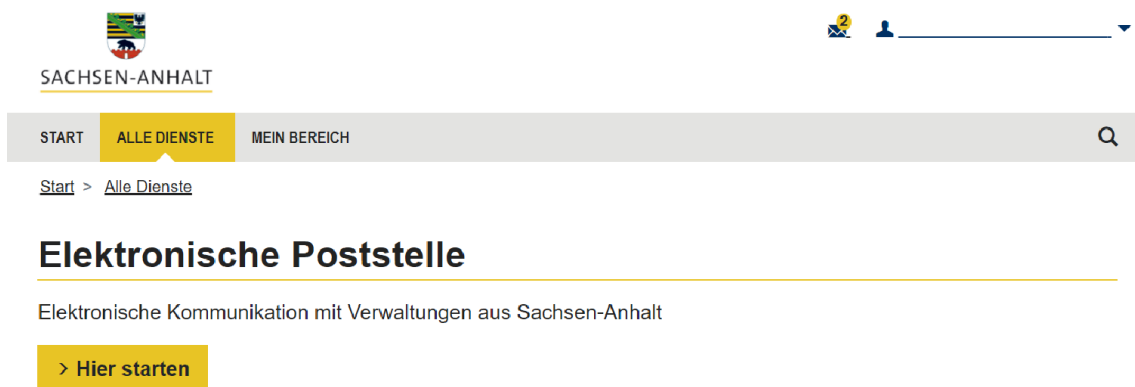 2
SACHSEN-ANHALT
START ALLE DIENSTE MEIN BEREICH
Start > Alle Dienste
Elektronische Poststelle
Elektronische Kommunikation mit Verwaltungen aus Sachsen-Anhalt
> Hier starten